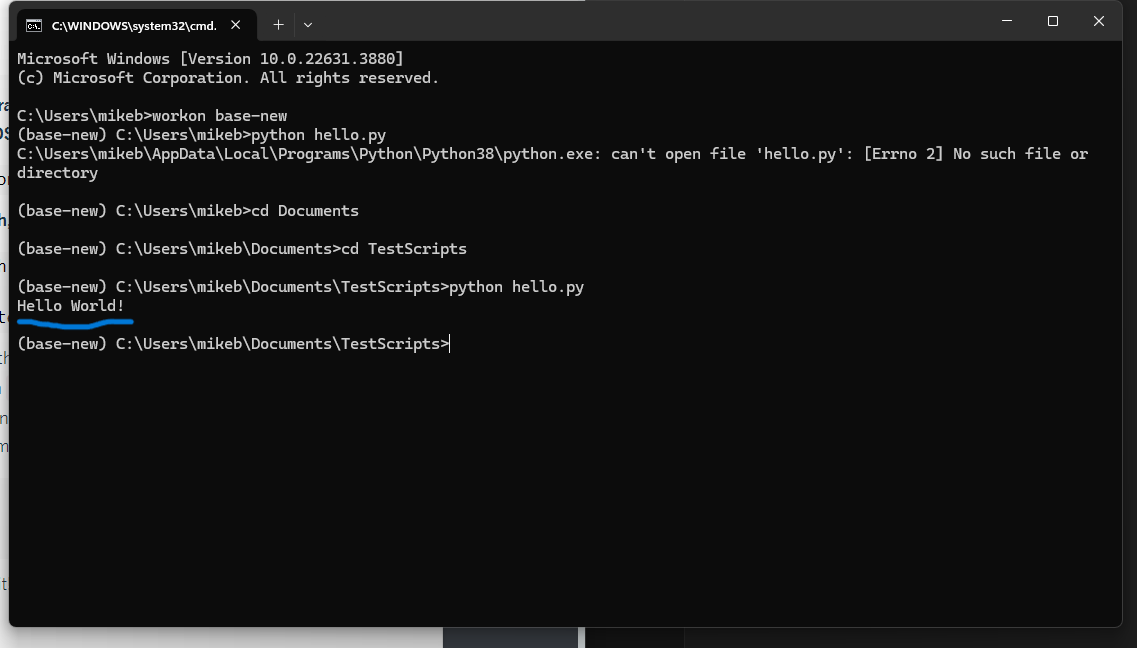 C:\WINDOWS\system32\cmd.
Microsoft Windows [Version 10.0.22631.3880]
(c) Microsoft Corporation. All rights reserved.
C:\Users\mikeb>workon base-new
(base-new) C:\Users\mikeb>python hello.py
C:\Users\mikeb\AppData\Local\Programs\Python\Python38\python.exe: can't open file 'hello.py': [Errno 2] No such file or
directory
(base-new) C:\Users\mikeb>cd Documents
(base-new) C:\Users\mikeb\Documents>cd TestScripts
(base-new) C:\Users\mikeb\Documents\TestScripts>python hello.py
Hello World!
(base-new) C:\Users\mikeb\Documents\TestScripts>